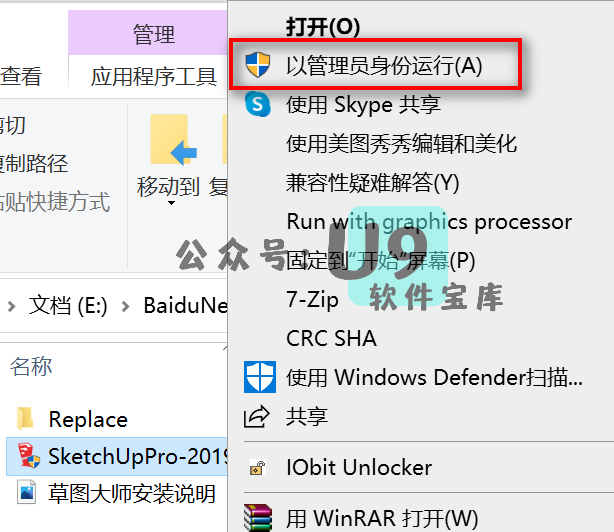 管理
查看
应用程序工具
剪切
复制路径
粘贴快捷方式
移动到
复
文档 (E:)
BaiduNe
名称
Replace
SketchUpPro-2019
草图大师安装说明
打开(O)
以管理员身份运行(A)
使用 Skype 共享
使用美图秀秀编辑和美化
兼容性疑难解答(Y)
Run with graphics processor
固定到"开始"屏幕(P)
7-Zip
CRC SHA
使用 Windows Defender扫描...
共享
IObit Unlocker
用 WinRAR 打开(W)
公众号:U9
软件宝库